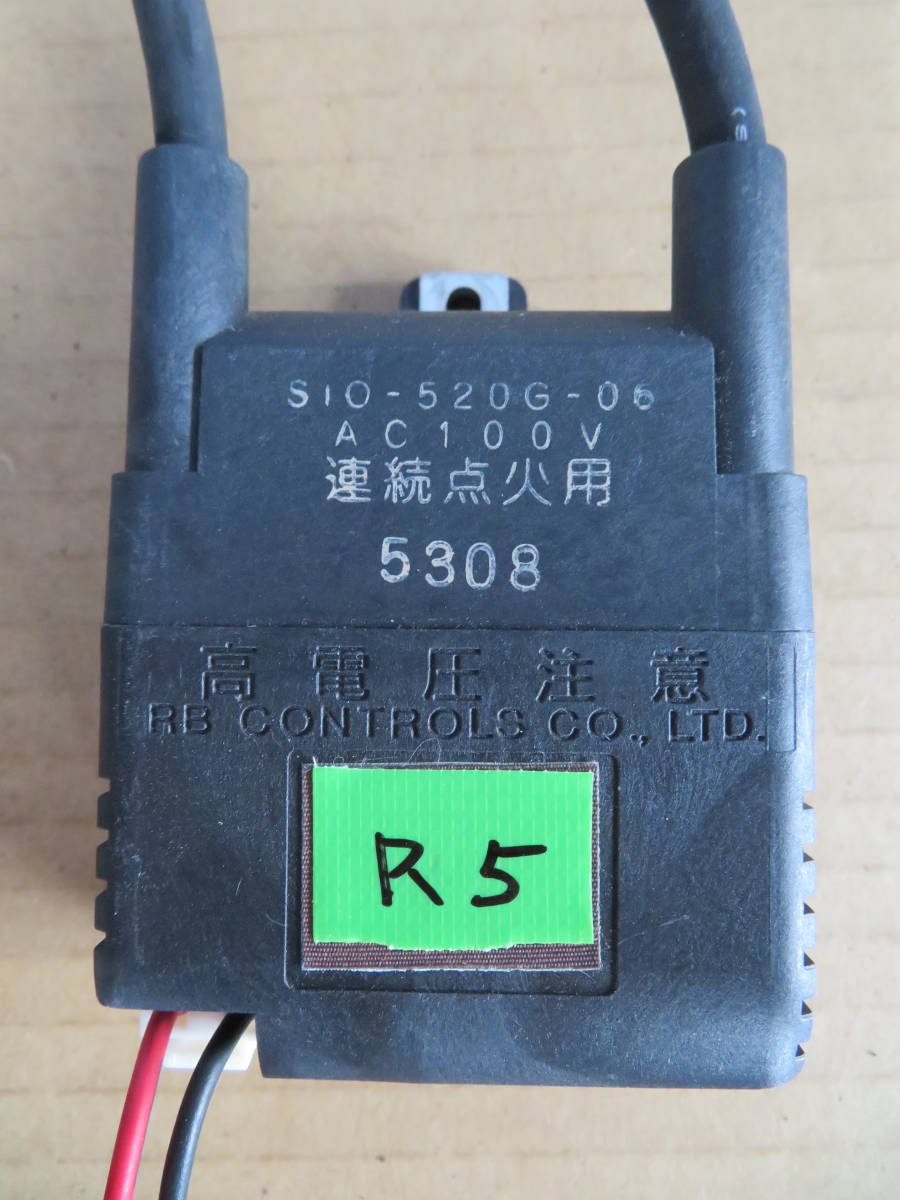 SIO-520G-06
AC100V
連続点火用
5308
高電圧注意
RB CONTROLS CO., LTD.
R5